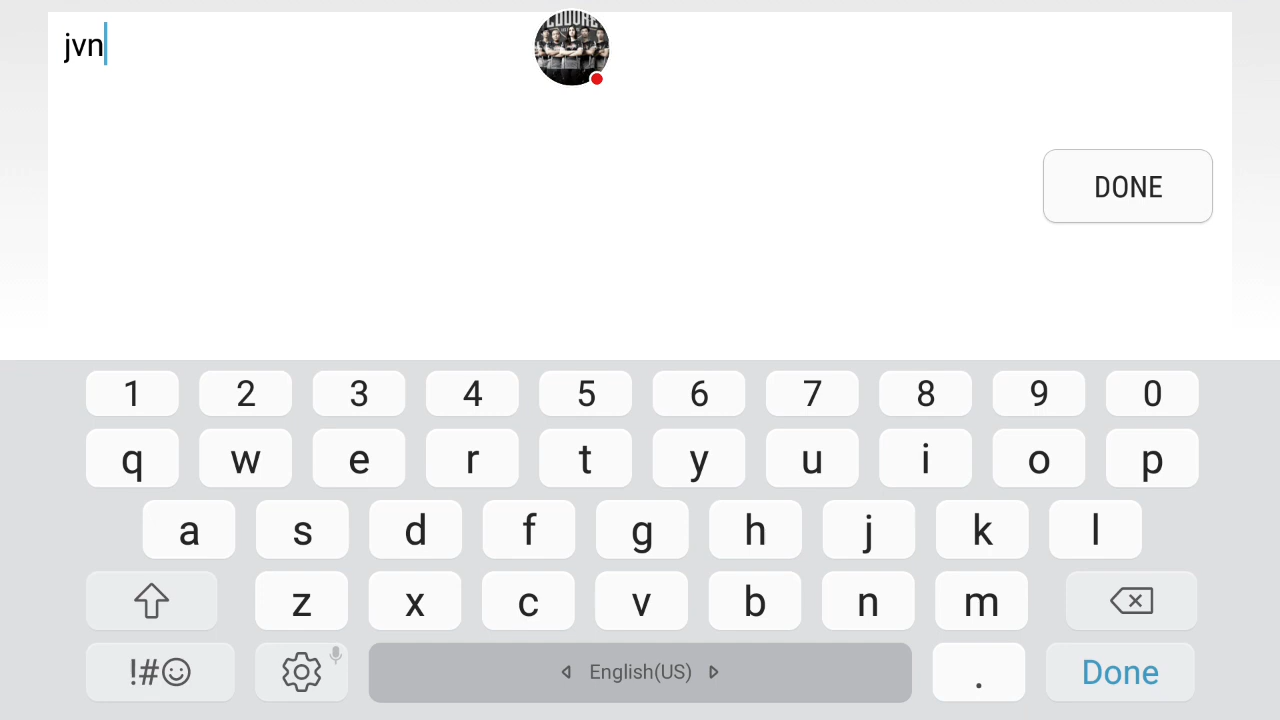 jvn
DONE
1 2 3 4 5 6 7 8 9 0
q w e r t y u i o p
a s d f g h j k l
z x c v b n m
!#☺ English(US) . Done